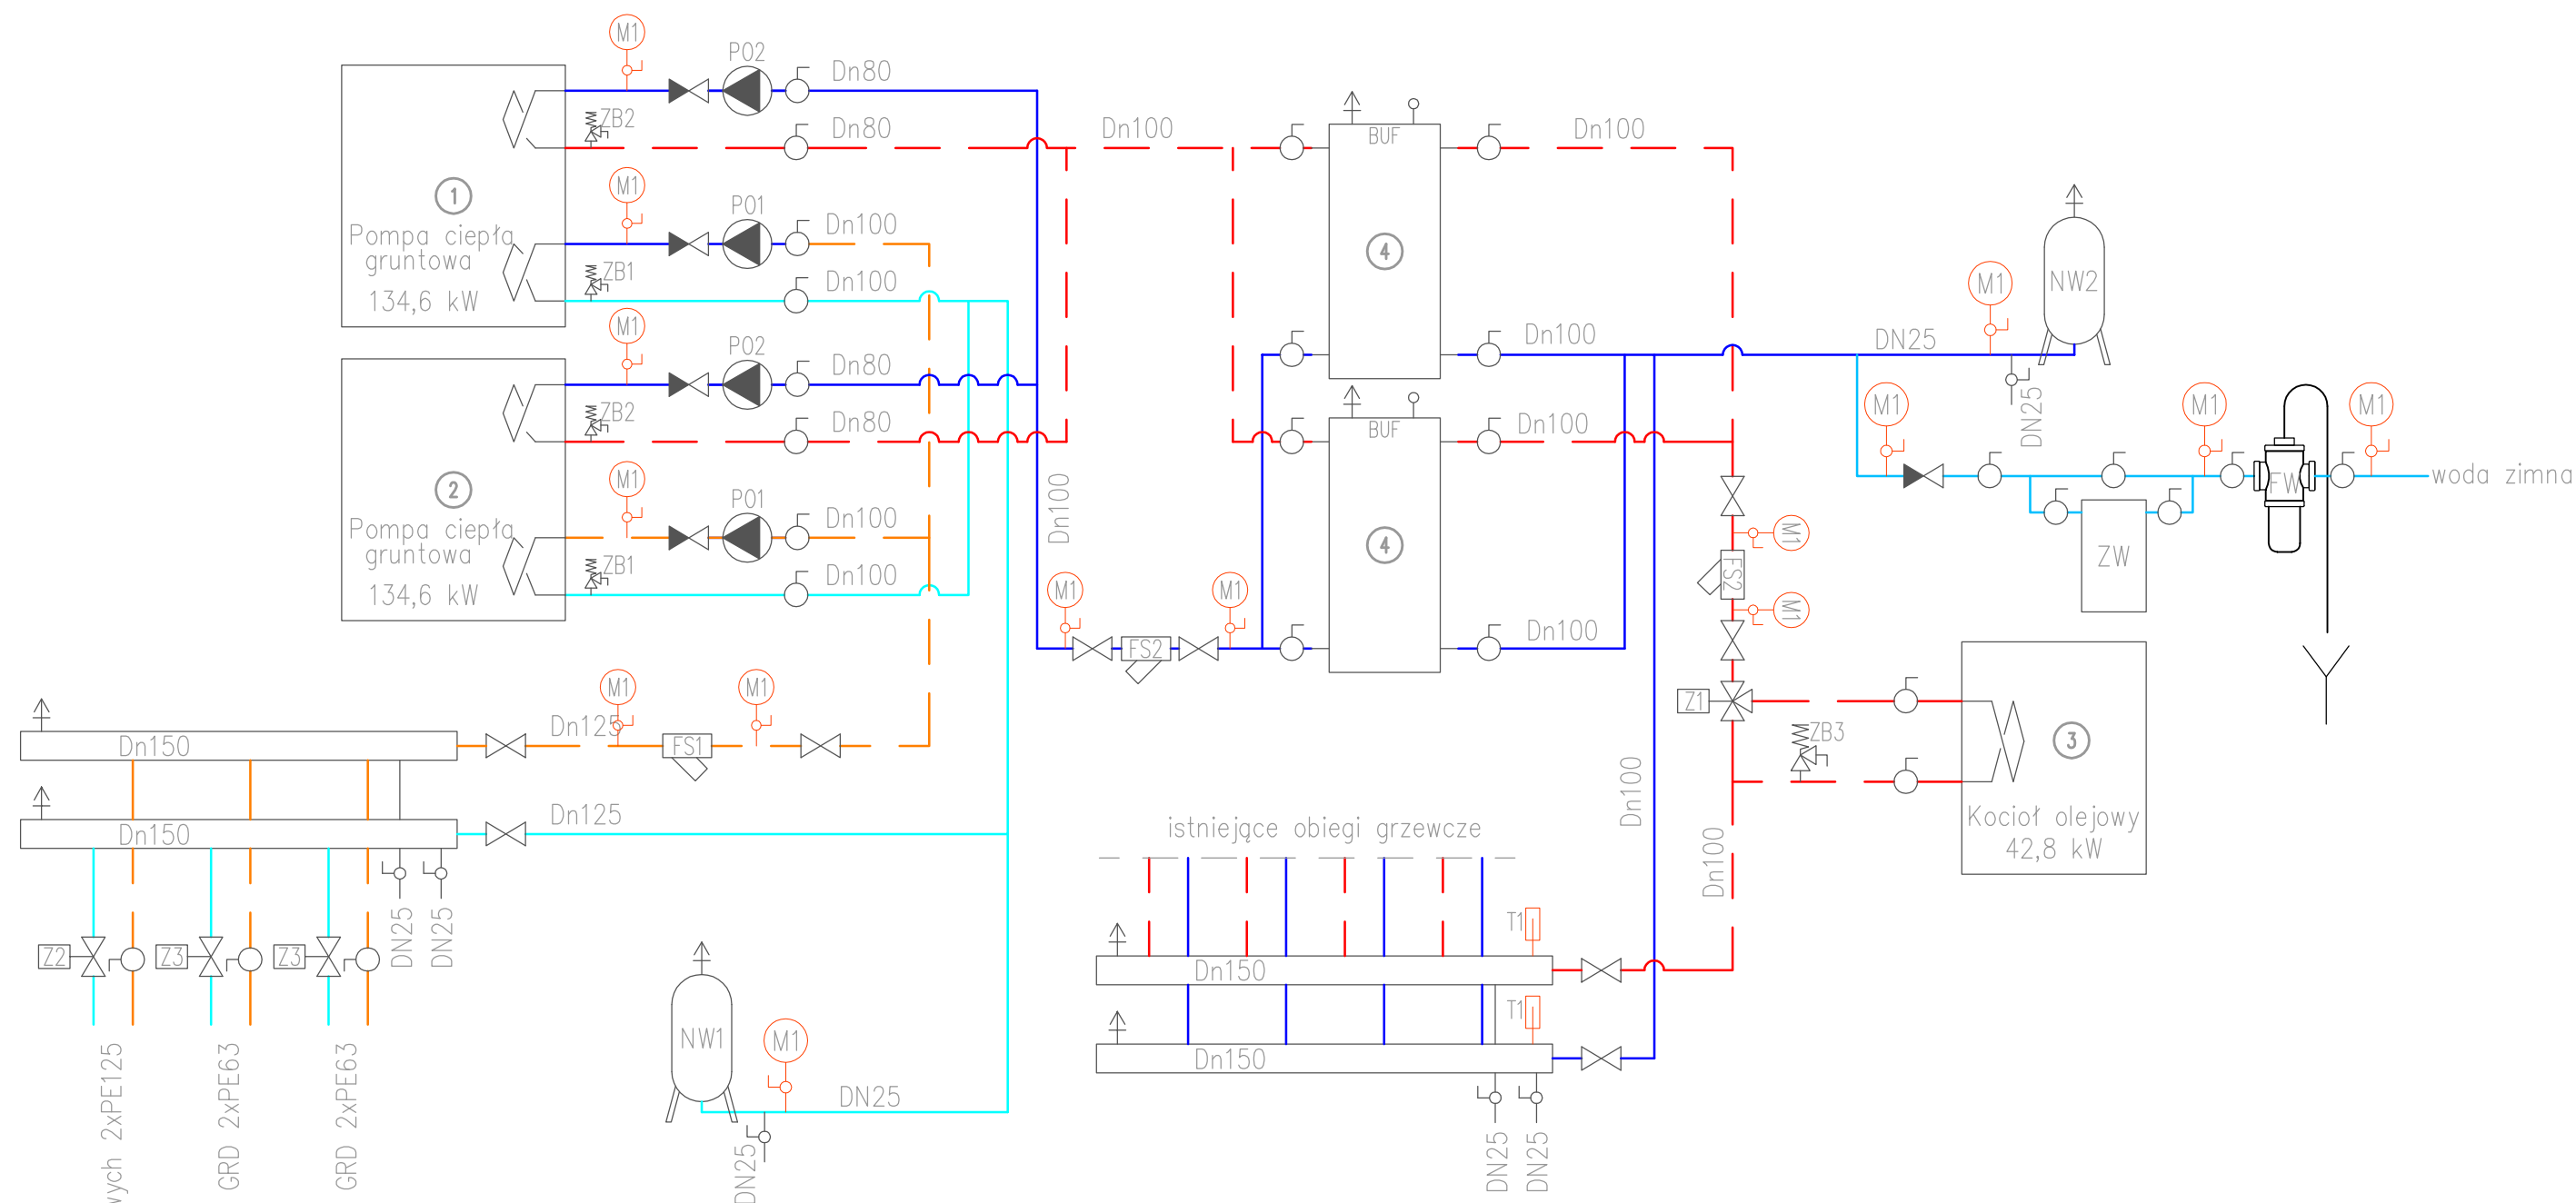 M1
PO2
Dn80
ZB2
Dn80
Dn100
BUF
Dn100
1
M1
PO1
Dn100
Pompa ciepła
gruntowa
134,6 kW
ZB1
Dn100
4
M1
NW2
M1
PO2
Dn80
Dn100
DN25
ZB2
Dn80
BUF
Dn100
DN25
M1
M1
M1
2
M1
PO1
Dn100
Dn100
FW
woda zimna
Pompa ciepła
gruntowa
134,6 kW
ZB1
Dn100
4
M1
FS2
M1
ZW
M1
M1
FS2
Dn100
M1
M1
Dn125
Dn150
FS1
Z1
ZB3
3
Kocioł olejowy
42,8 kW
Dn150
Dn125
Dn100
Dn100
istniejące obiegi grzewcze
DN25
DN25
Z2
Z3
Z3
T1
Dn150
T1
Dn150
NW1
M1
DN25
DN25
DN25
DN25
wych 2xPE125
GRD 2xPE63
GRD 2xPE63